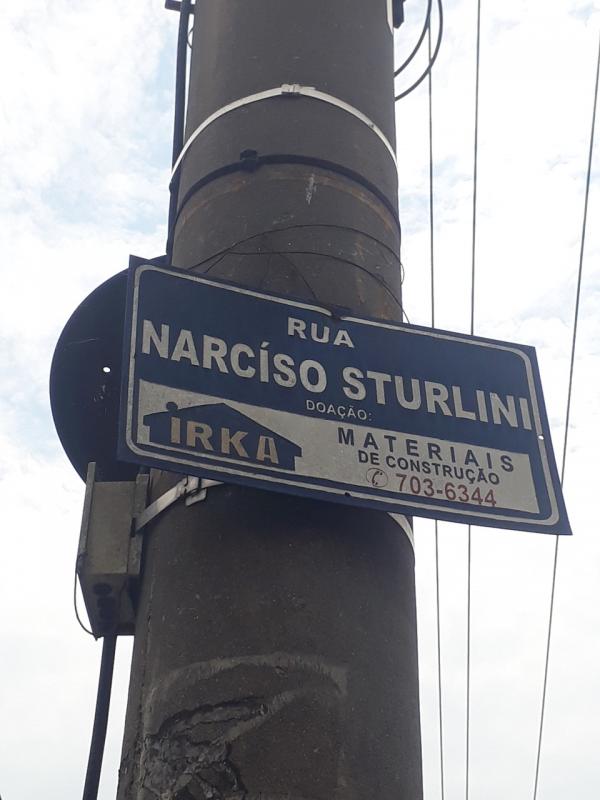 RUA
NARCÍSO STURLINI
DOAÇÃO:
IRKA
MATERIAIS
DE CONSTRUÇÃO
703-6344